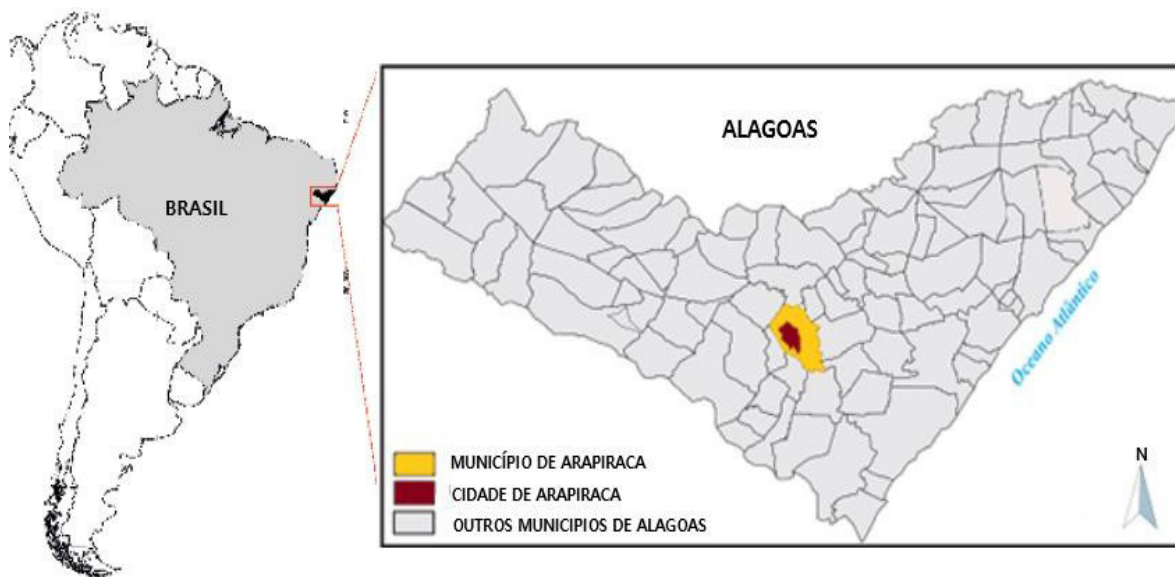 BRASIL
ALAGOAS
Oceano Atlântico
MUNICÍPIO DE ARAPIRACA
CIDADE DE ARAPIRACA
OUTROS MUNICIPIOS DE ALAGOAS
N